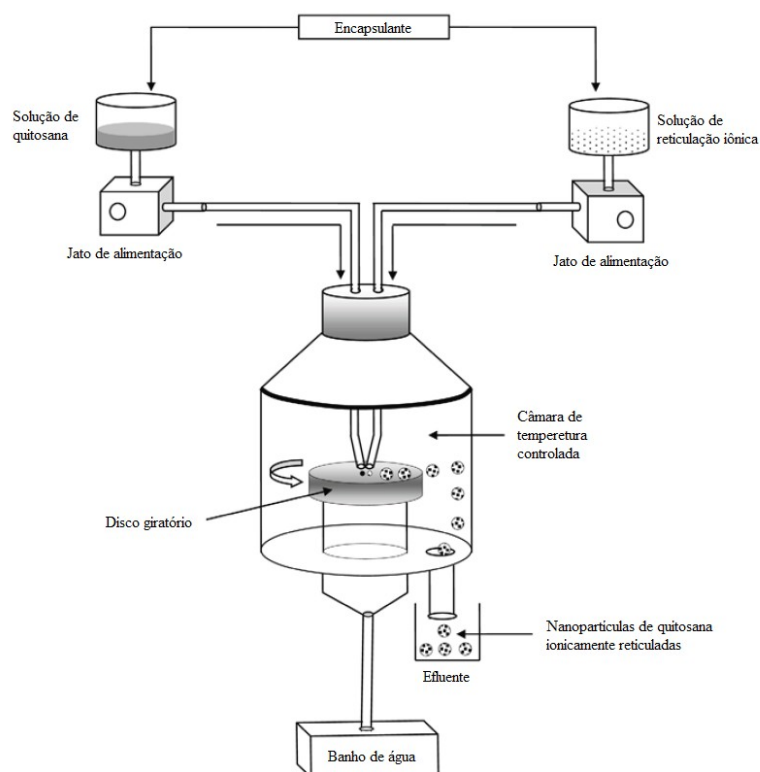 Encapsulante
Solução de
quitosana
Solução de
reticulação iônica
Jato de alimentação
Jato de alimentação
Câmara de
temperetura
controlada
Disco giratório
Nanopartículas de quitosana
ionicamente reticuladas
Efluente
Banho de água